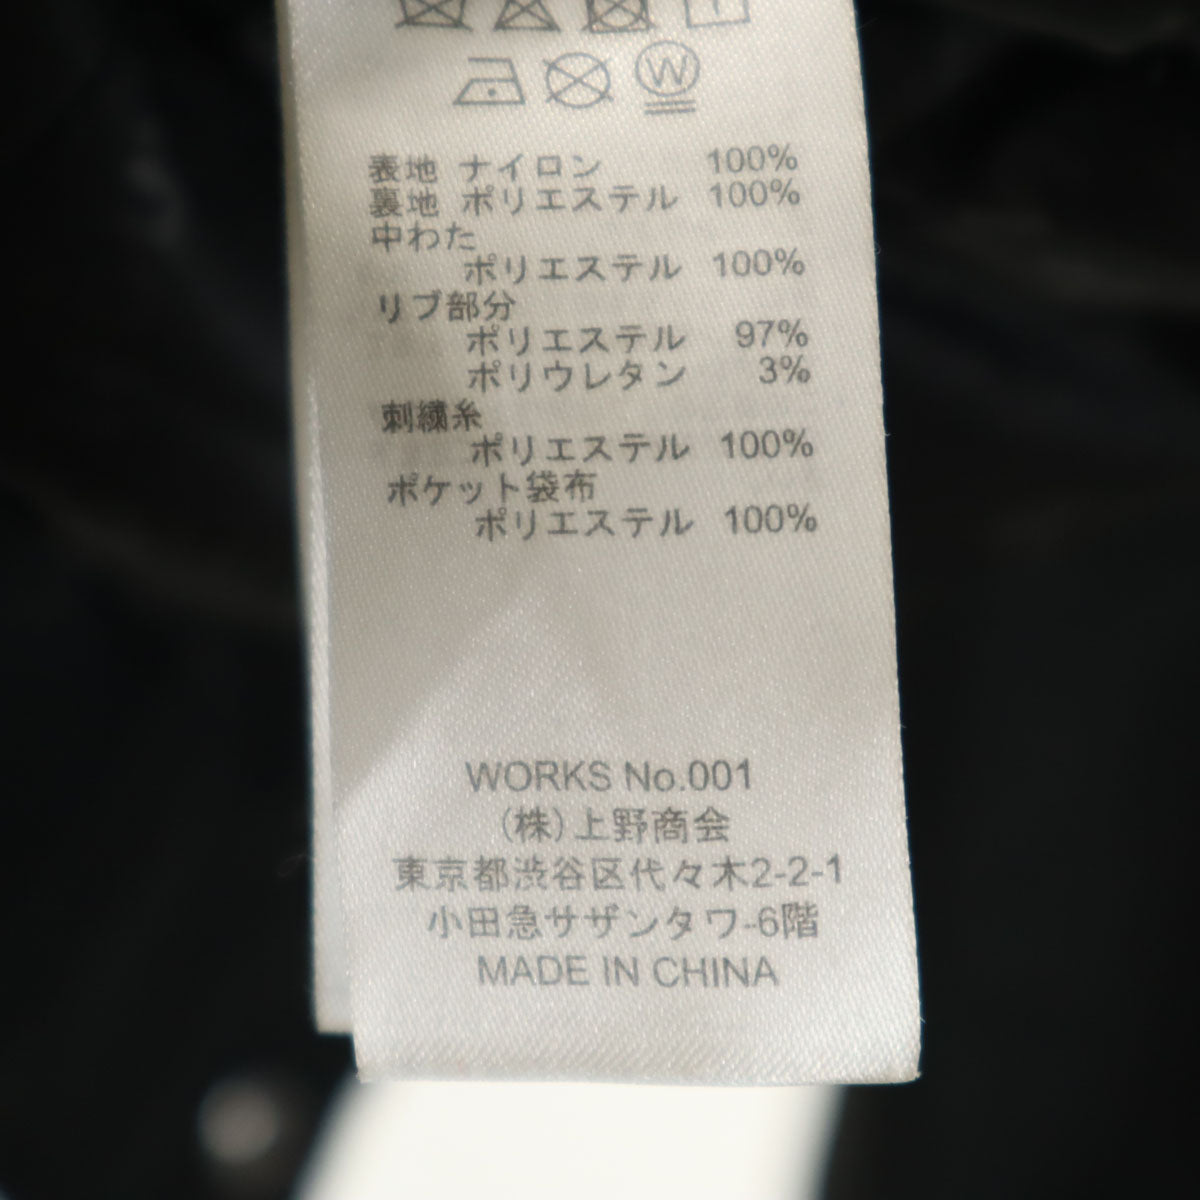 W
表地 ナイロン 100%
裏地 ポリエステル 100%
中わた
ポリエステル 100%
リブ部分
ポリエステル 97%
ポリウレタン 3%
刺繍糸
ポリエステル 100%
ポケット袋布
ポリエステル 100%
WORKS No.001
(株)上野商会
東京都渋谷区代々木2-2-1
小田急サザンタワ-6階
MADE IN CHINA